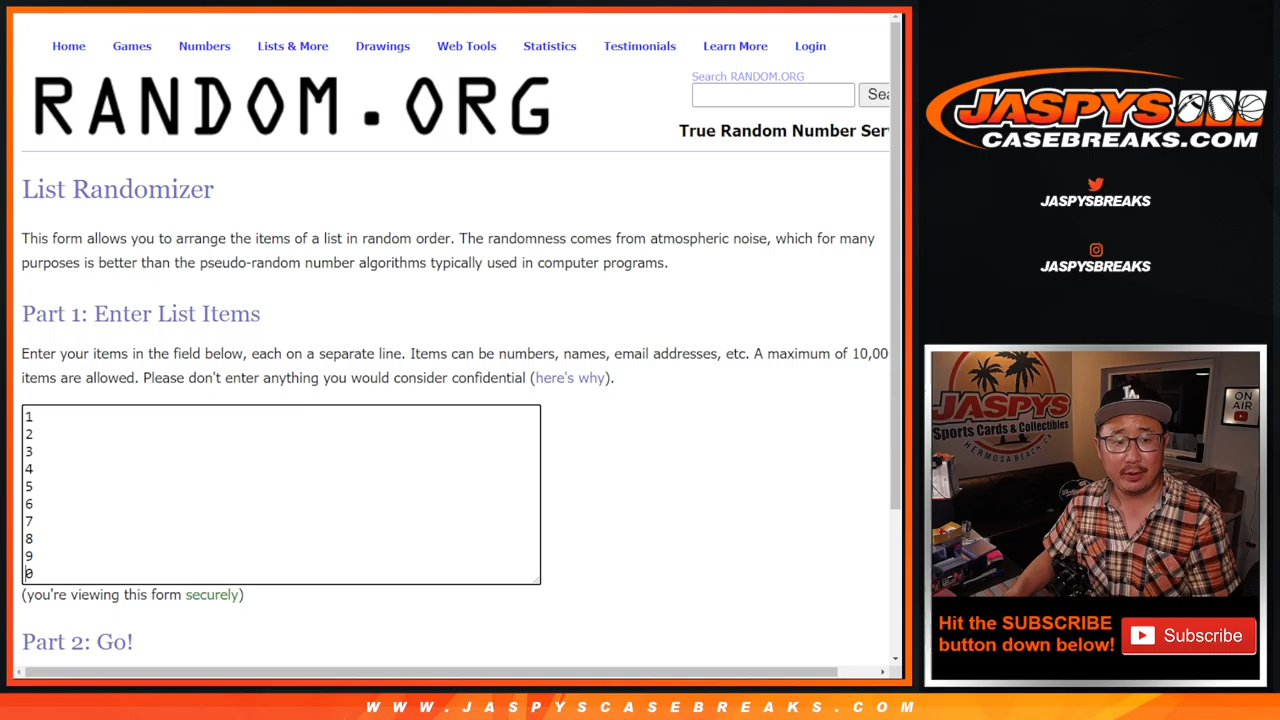 Home Games Numbers Lists & More Drawings Web Tools Statistics Testimonials Learn More Login
RANDOM.ORG
Search RANDOM.ORG
Sea
True Random Number Ser
List Randomizer
This form allows you to arrange the items of a list in random order. The randomness comes from atmospheric noise, which for many
purposes is better than the pseudo-random number algorithms typically used in computer programs.
Part 1: Enter List Items
Enter your items in the field below, each on a separate line. Items can be numbers, names, email addresses, etc. A maximum of 10,00
items are allowed. Please don't enter anything you would consider confidential (here's why).
1
2
3
4
5
6
7
8
9
0
(you're viewing this form securely)
Part 2: Go!
JASPYS
CASEBREAKS.COM
JASPYSBREAKS
JASPYSBREAKS
JASPYS
Sports Cards & Collectibles
HERMOSA BEACH, CA
ON
AIR
Hit the SUBSCRIBE
button down below!
Subscribe
WWW.JASPYSCASEBREAKS.COM